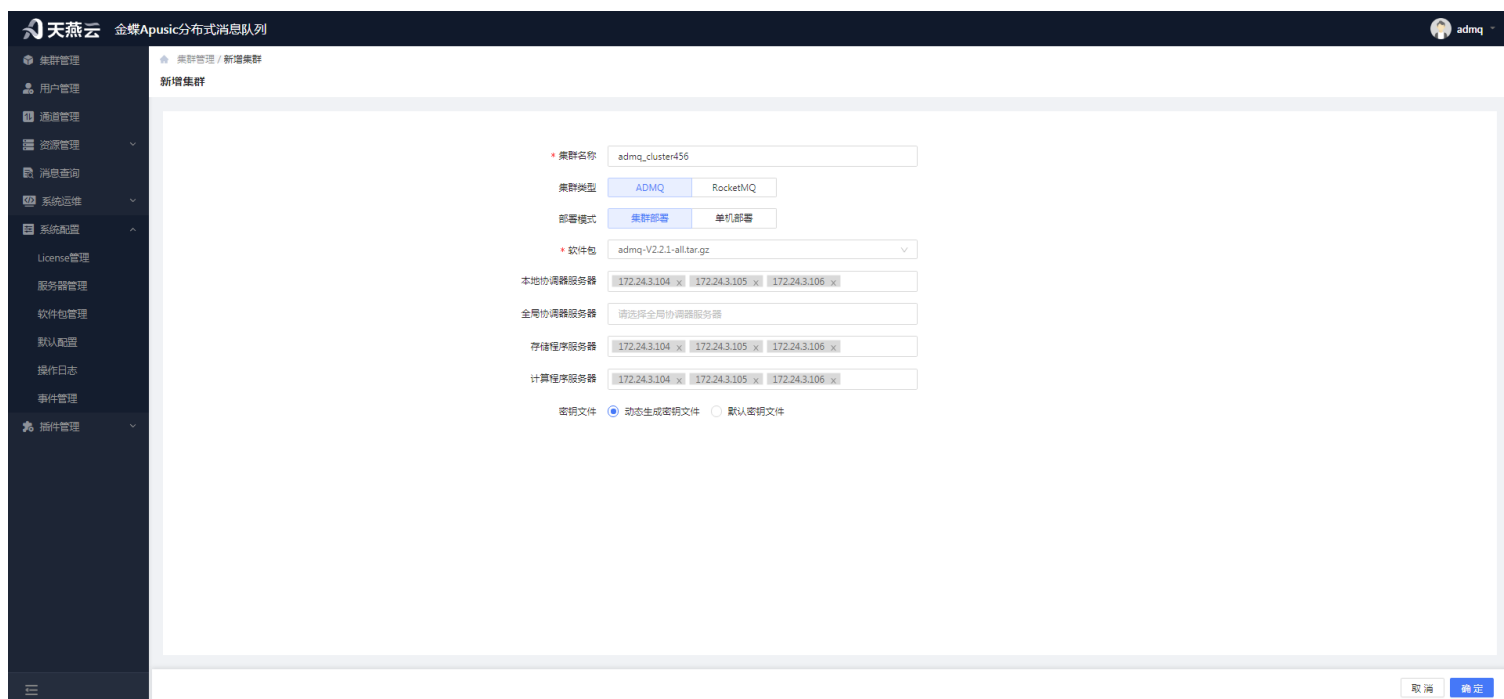 天燕云 金蝶Apusic分布式消息队列
admq
集群管理
用户管理
通道管理
资源管理
消息查询
系统运维
系统配置
License管理
服务器管理
软件包管理
默认配置
操作日志
事件管理
插件管理
集群管理 / 新增集群
新增集群
* 集群名称 admq_cluster456
集群类型 ADMQ RocketMQ
部署模式 集群部署 单机部署
* 软件包 admq-V2.2.1-all.tar.gz
本地协调器服务器 172.24.3.104 x 172.24.3.105 x 172.24.3.106 x
全局协调器服务器 请选择全局协调器服务器
存储程序服务器 172.24.3.104 x 172.24.3.105 x 172.24.3.106 x
计算程序服务器 172.24.3.104 x 172.24.3.105 x 172.24.3.106 x
密钥文件 动态生成密钥文件 默认密钥文件
取消 确定